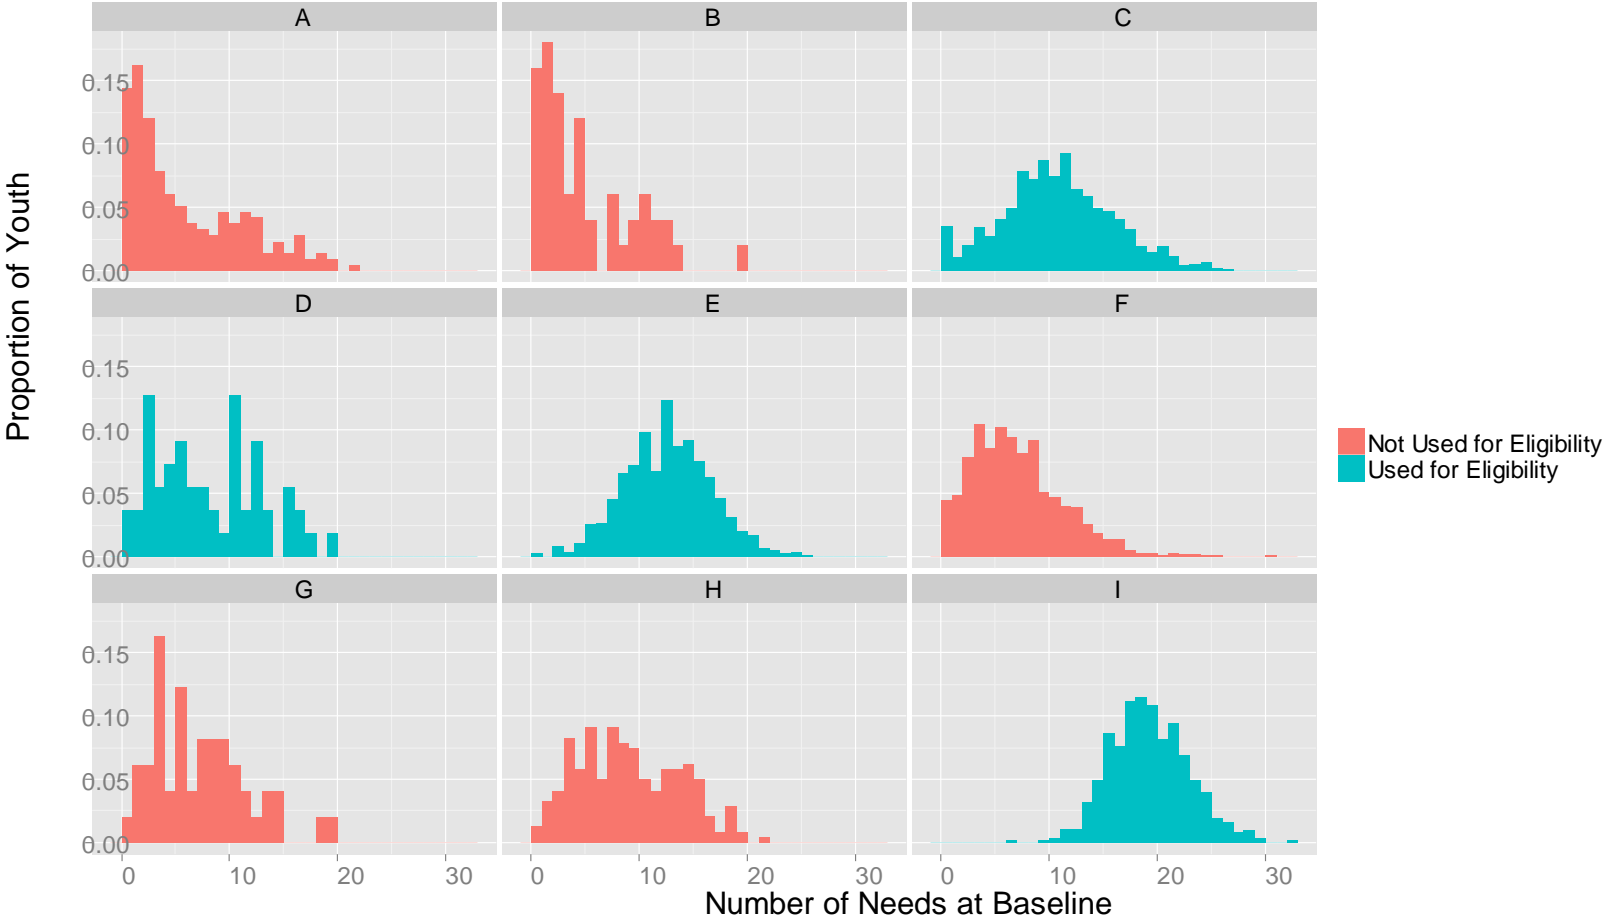 A
B
C
0.15
0.10
0.05
0.00
D
E
F
0.15
0.10
0.05
0.00
G
H
I
0.15
0.10
0.05
0.00
0 10 20 30
0 10 20 30
0 10 20 30
Number of Needs at Baseline
Proportion of Youth
Not Used for Eligibility
Used for Eligibility